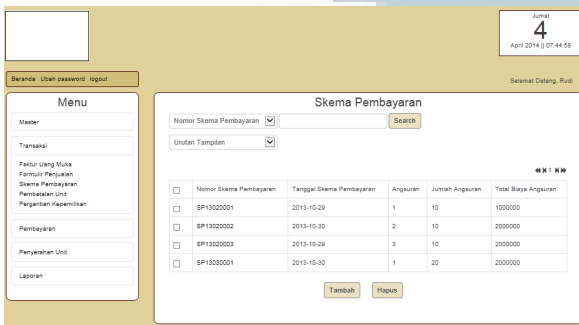 Jumat
4
April 2014 || 07:44:58
Beranda Ubah password logout
Selamat Datang, Rudi
Menu
Master
Transaksi
Faktur Uang Muka
Formulir Penjualan
Skema Pembayaran
Pembatalan Unit
Pergantian Kepemilikan
Pembayaran
Penyerahan Unit
Laporan
Skema Pembayaran
Nomor Skema Pembayaran Search
Urutan Tampilan
1
Nomor Skema Pembayaran Tanggal Skema Pembayaran Angsuran Jumlah Angsuran Total Biaya Angsuran
SP13020001 2013-10-29 1 10 1000000
SP13020002 2013-10-30 2 10 2000000
SP13020003 2013-10-29 3 10 2000000
SP13030001 2013-10-30 1 20 2000000
Tambah Hapus